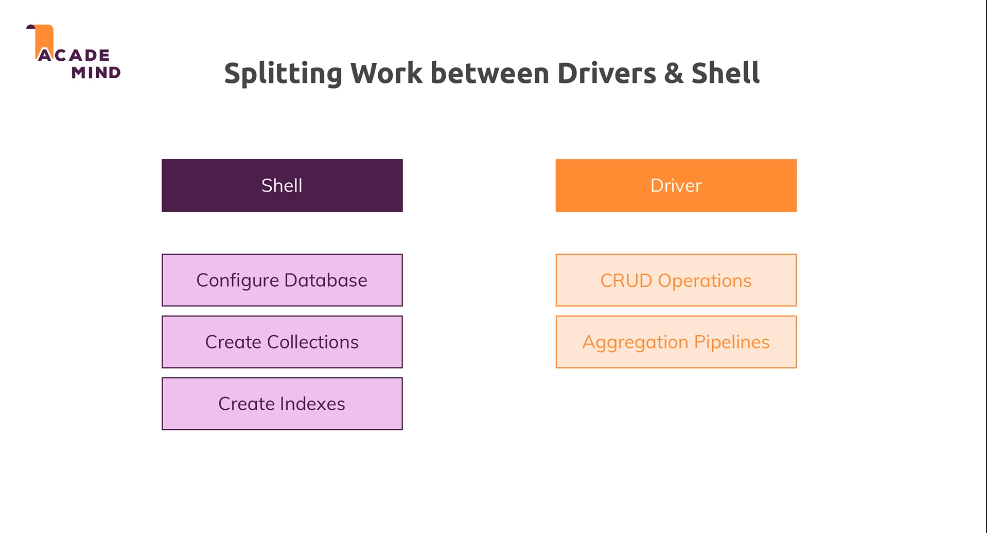 ACADE
MIND
Splitting Work between Drivers & Shell
Shell
Configure Database
Create Collections
Create Indexes
Driver
CRUD Operations
Aggregation Pipelines